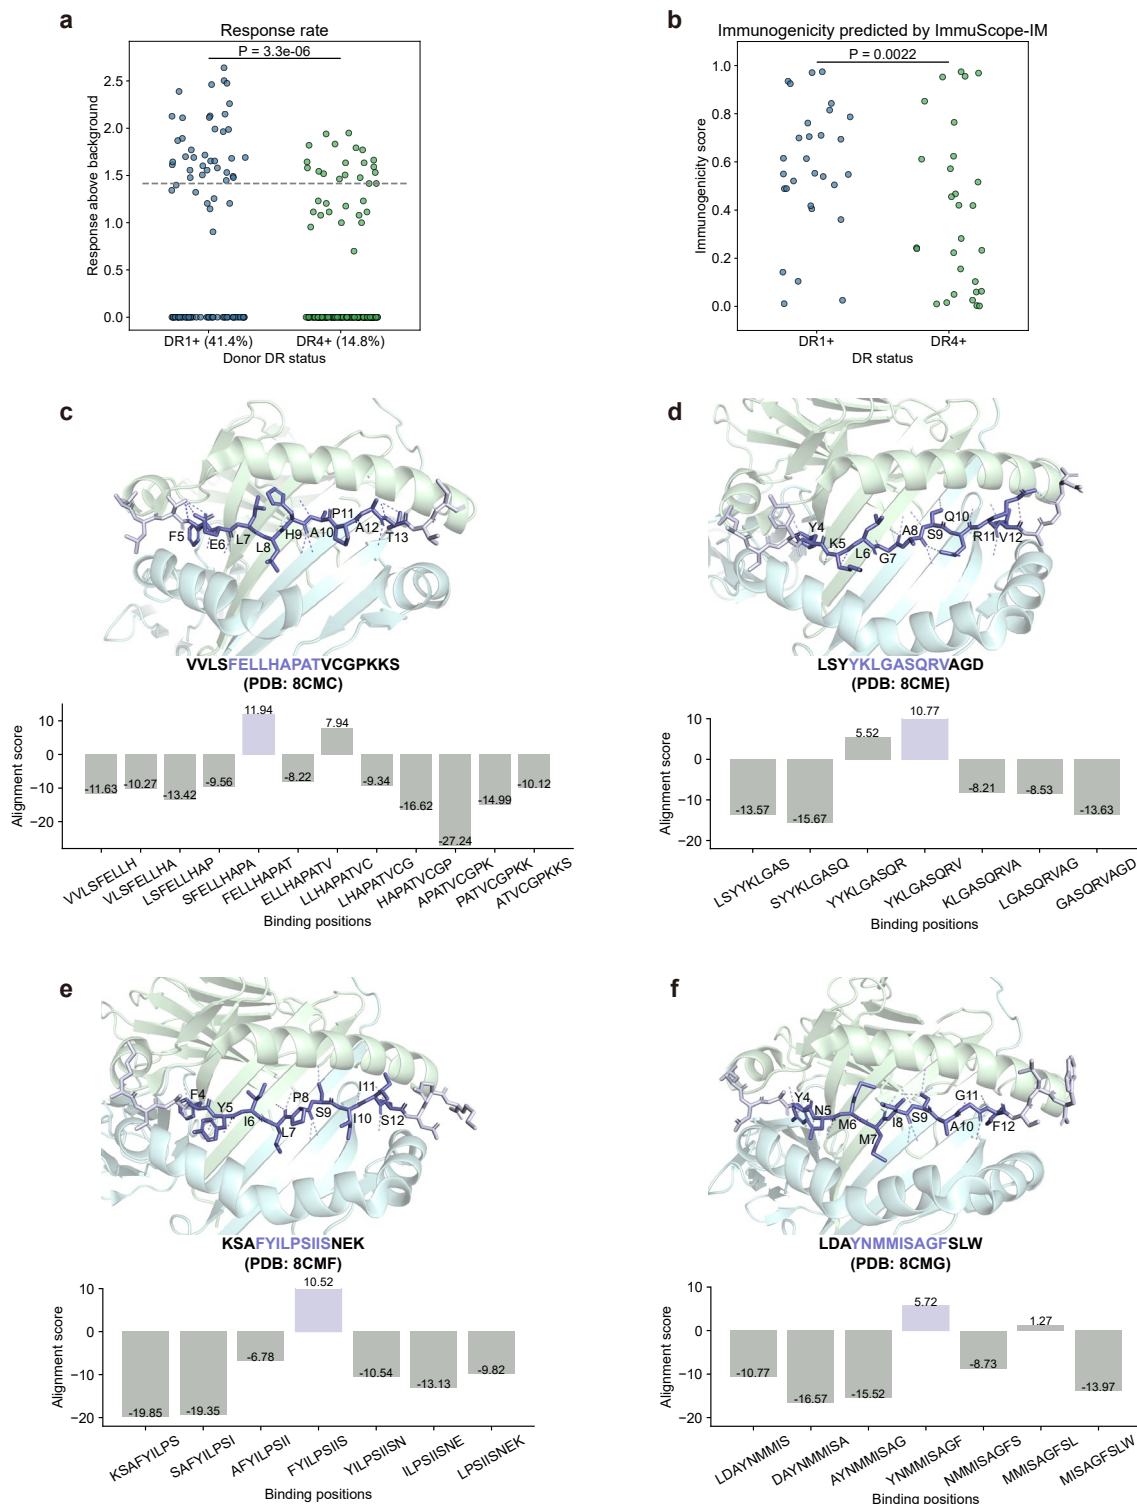 a
Response rate
P = 3.3e-06
Response above background
2.5
2.0
1.5
1.0
0.5
0.0
DR1+ (41.4%)
DR4+ (14.8%)
Donor DR status
b
Immunogenicity predicted by ImmuScope-IM
P = 0.0022
Immunogenicity score
1.0
0.8
0.6
0.4
0.2
0.0
DR1+
DR4+
DR status
c
F5
E6
L7
L8
H9
A10
P11
A12
T13
VVLSFELLHAPATVCGPKKS
(PDB: 8CMC)
Alignment score
10
0
−10
−20
-11.63
-10.27
-13.42
-9.56
11.94
-8.22
7.94
-9.34
-16.62
-27.24
-14.99
-10.12
VVLSFELLH
VLSFELLHA
LSFELLHAP
SFELLHAPA
FELLHAPAT
ELLHAPATV
LLHAPATVC
LHAPATVCG
HAPATVCGP
APATVCGPK
PATVCGPKK
ATVCGPKKS
Binding positions
d
Y4
K5
L6
G7
A8
S9
Q10
R11
V12
LSYYKLGASQRVAGD
(PDB: 8CME)
Alignment score
10
0
−10
−20
-13.57
-15.67
5.52
10.77
-8.21
-8.53
-13.63
LSYYKLGAS
SYYKLGASQ
YYKLGASQR
YKLGASQRV
KLGASQRVA
LGASQRVAG
GASQRVAGD
Binding positions
e
F4
Y5
I6
L7
P8
S9
I10
I11
S12
KSAFYILPSIISNEK
(PDB: 8CMF)
Alignment score
10
0
−10
−20
-19.85
-19.35
-6.78
10.52
-10.54
-13.13
-9.82
KSAFYILPS
SAFYILPSI
AFYILPSII
FYILPSIIS
YILPSIISN
ILPSIISNE
LPSIISNEK
Binding positions
f
Y4
N5
M6
M7
I8
S9
A10
G11
F12
LDAYNMMISAGFSLW
(PDB: 8CMG)
Alignment score
10
0
−10
−20
-10.77
-16.57
-15.52
5.72
-8.73
1.27
-13.97
LDAYNMMIS
DAYNMMISA
AYNMMISAG
YNMMISAGF
NMMISAGFS
MMISAGFSL
MISAGFSLW
Binding positions